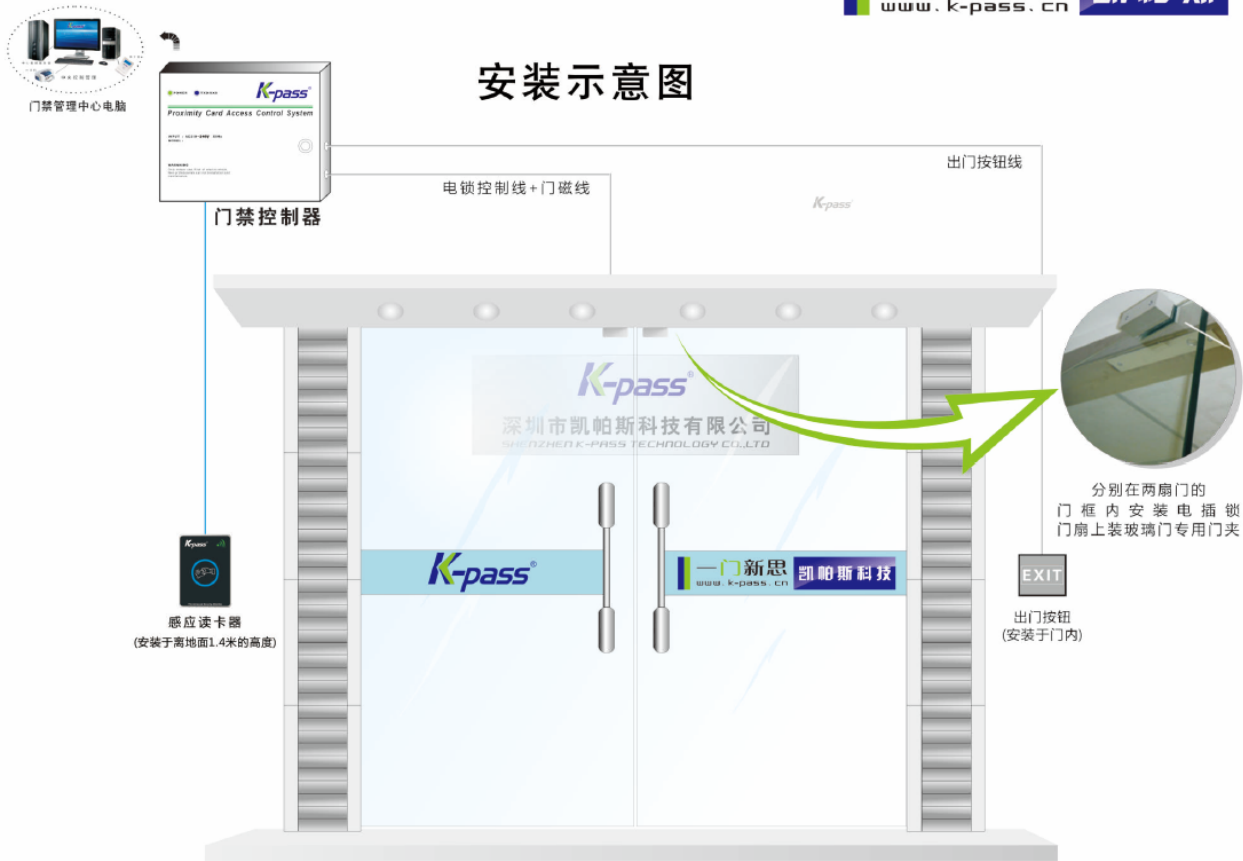 www.k-pass.cn
门禁管理中心电脑
K-pass®
Proximity Card Access Control System
安装示意图
出门按钮线
电锁控制线+门磁线
K-pass
门禁控制器
K-pass®
深圳市凯帕斯科技有限公司
SHENZHEN K-PASS TECHNOLOGY CO.,LTD
分别在两扇门的
门框内安装电插锁
门扇上装玻璃门专用门夹
K-pass
K-pass®
一门新思 凯帕斯科技
www.k-pass.cn
EXIT
感应读卡器
(安装于离地面1.4米的高度)
出门按钮
(安装于门内)